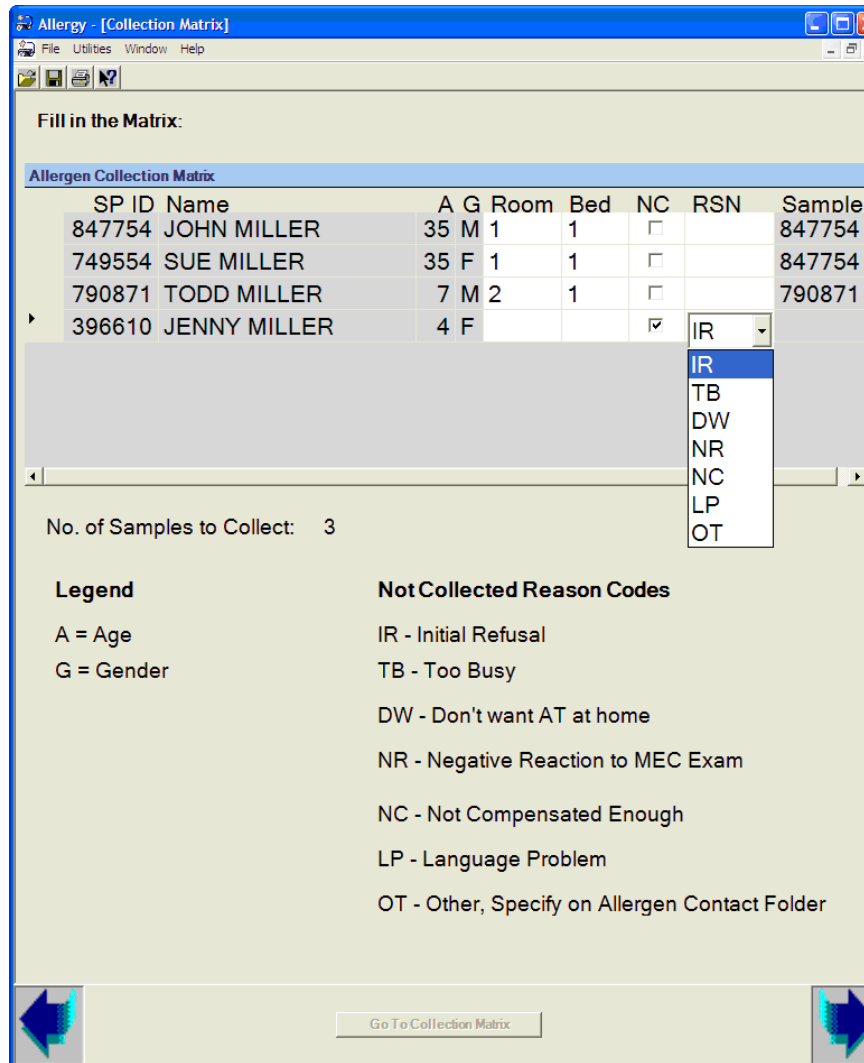 Allergy - [Collection Matrix]
File Utilities Window Help
Fill in the Matrix:
Allergen Collection Matrix
SP ID Name A G Room Bed NC RSN Sample
847754 JOHN MILLER 35 M 1 1 847754
749554 SUE MILLER 35 F 1 1 847754
790871 TODD MILLER 7 M 2 1 790871
396610 JENNY MILLER 4 F IR
IR
TB
DW
NR
NC
LP
OT
No. of Samples to Collect: 3
Legend Not Collected Reason Codes
A = Age IR - Initial Refusal
G = Gender TB - Too Busy
DW - Don't want AT at home
NR - Negative Reaction to MEC Exam
NC - Not Compensated Enough
LP - Language Problem
OT - Other, Specify on Allergen Contact Folder
Go To Collection Matrix